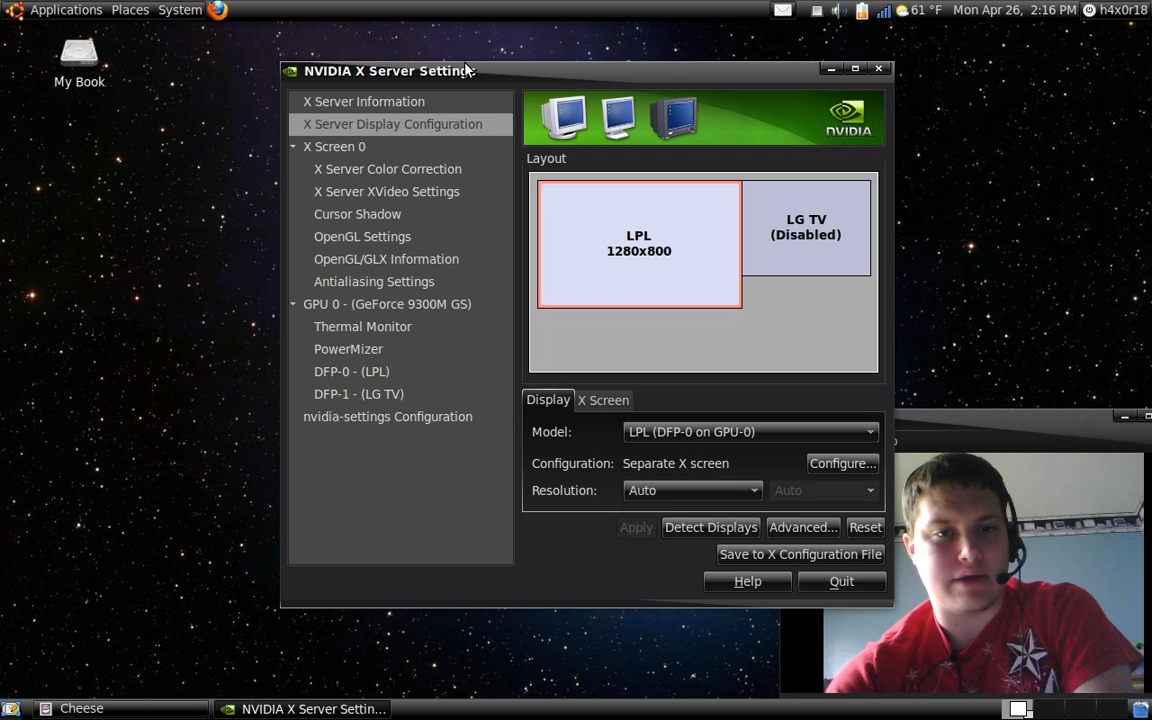 Applications Places System 61 °F Mon Apr 26, 2:16 PM h4x0r18
My Book
NVIDIA X Server Settings
X Server Information
X Server Display Configuration
X Screen 0
X Server Color Correction
X Server XVideo Settings
Cursor Shadow
OpenGL Settings
OpenGL/GLX Information
Antialiasing Settings
GPU 0 - (GeForce 9300M GS)
Thermal Monitor
PowerMizer
DFP-0 - (LPL)
DFP-1 - (LG TV)
nvidia-settings Configuration
NVIDIA
Layout
LPL
1280x800
LG TV
(Disabled)
Display X Screen
Model: LPL (DFP-0 on GPU-0)
Configuration: Separate X screen Configure...
Resolution: Auto Auto
Apply Detect Displays Advanced... Reset
Save to X Configuration File
Help Quit
Cheese NVIDIA X Server Settin...